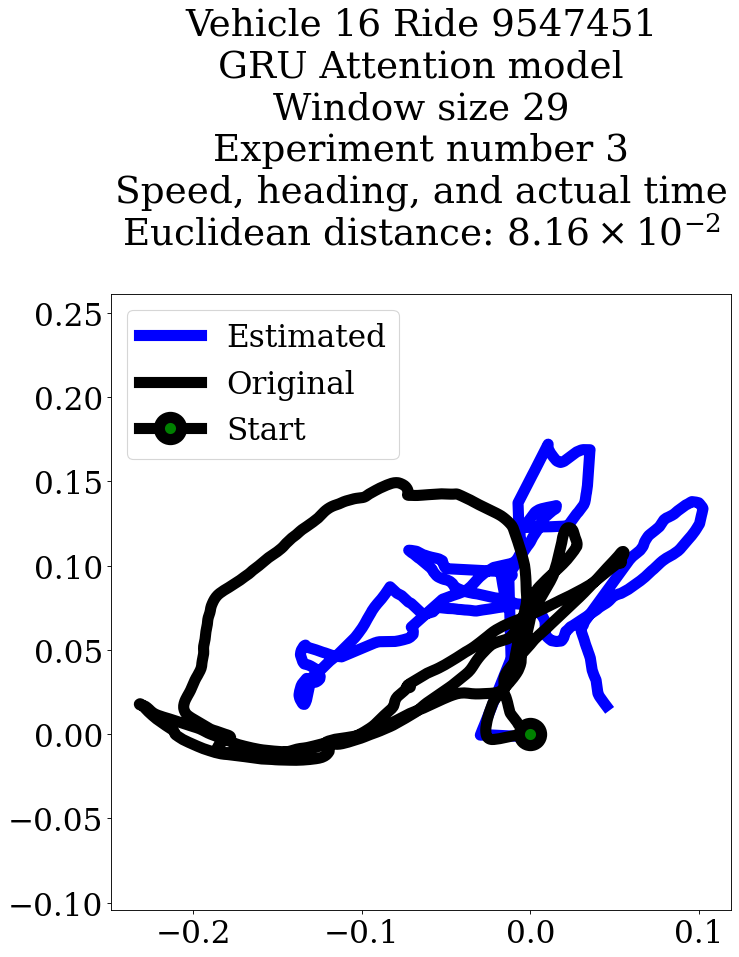 Vehicle 16 Ride 9547451
GRU Attention model
Window size 29
Experiment number 3
Speed, heading, and actual time
Euclidean distance: 8.16 × 10⁻²
Estimated
Original
Start
0.25
0.20
0.15
0.10
0.05
0.00
−0.05
−0.10
−0.2
−0.1
0.0
0.1